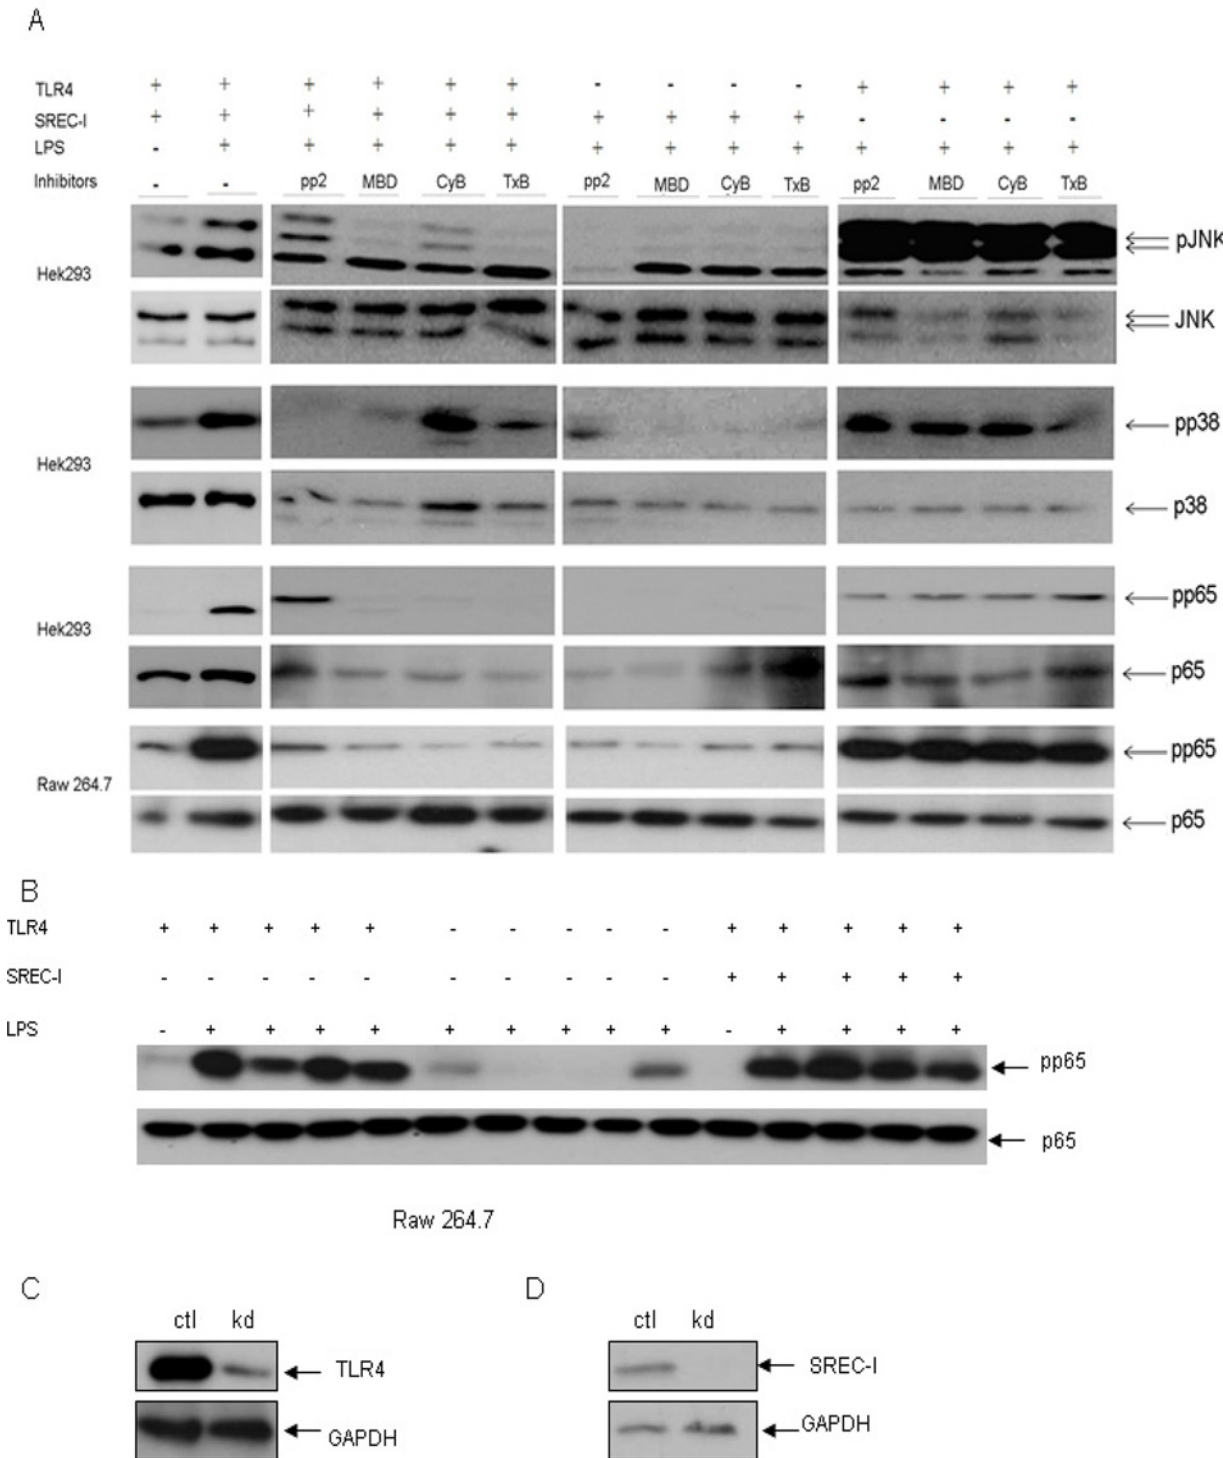 A
TLR4 + + + + + + - - - - + + + +
SREC-I + + + + + + + + + + - - - -
LPS - + + + + + + + + + + + + +
Inhibitors - - pp2 MBD CyB TxB pp2 MBD CyB TxB pp2 MBD CyB TxB
pJNK
Hek293
JNK
pp38
Hek293
p38
pp65
Hek293
p65
pp65
Raw 264.7
p65
B
TLR4 + + + + + - - - - - + + + + +
SREC-I - - - - - - - - - - + + + + +
LPS - + + + + + + + + + - + + + +
pp65
p65
Raw 264.7
C D
ctl kd ctl kd
TLR4 SREC-I
GAPDH GAPDH